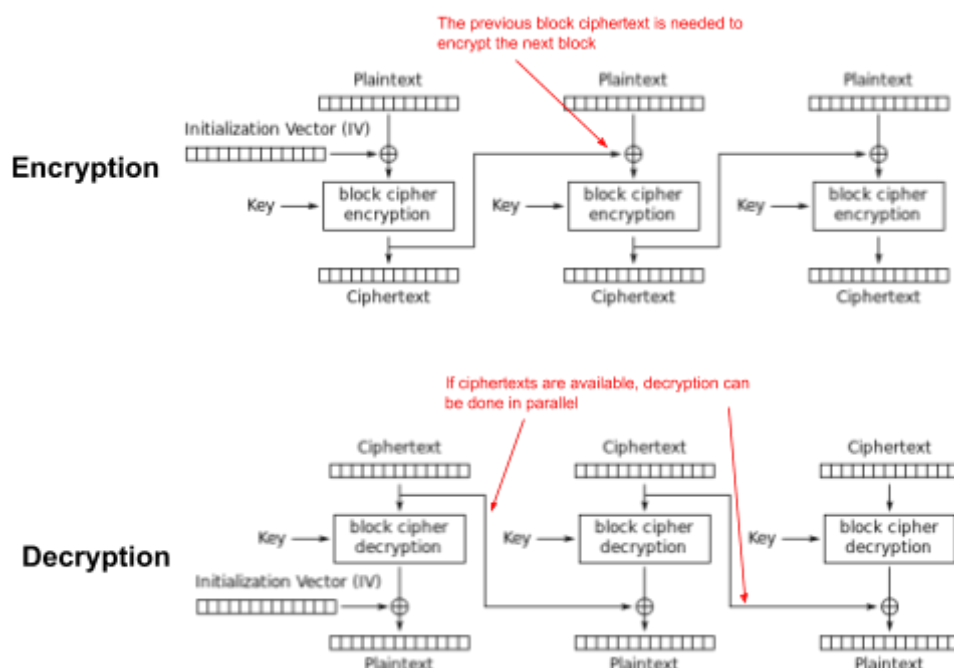 The previous block ciphertext is needed to
encrypt the next block
Plaintext
Plaintext
Plaintext
Initialization Vector (IV)
Encryption
Key
block cipher
encryption
Key
block cipher
encryption
Key
block cipher
encryption
Ciphertext
Ciphertext
Ciphertext
If ciphertexts are available, decryption can
be done in parallel
Ciphertext
Ciphertext
Ciphertext
Key
block cipher
decryption
Key
block cipher
decryption
Key
block cipher
decryption
Decryption
Initialization Vector (IV)
Plaintext
Plaintext
Plaintext